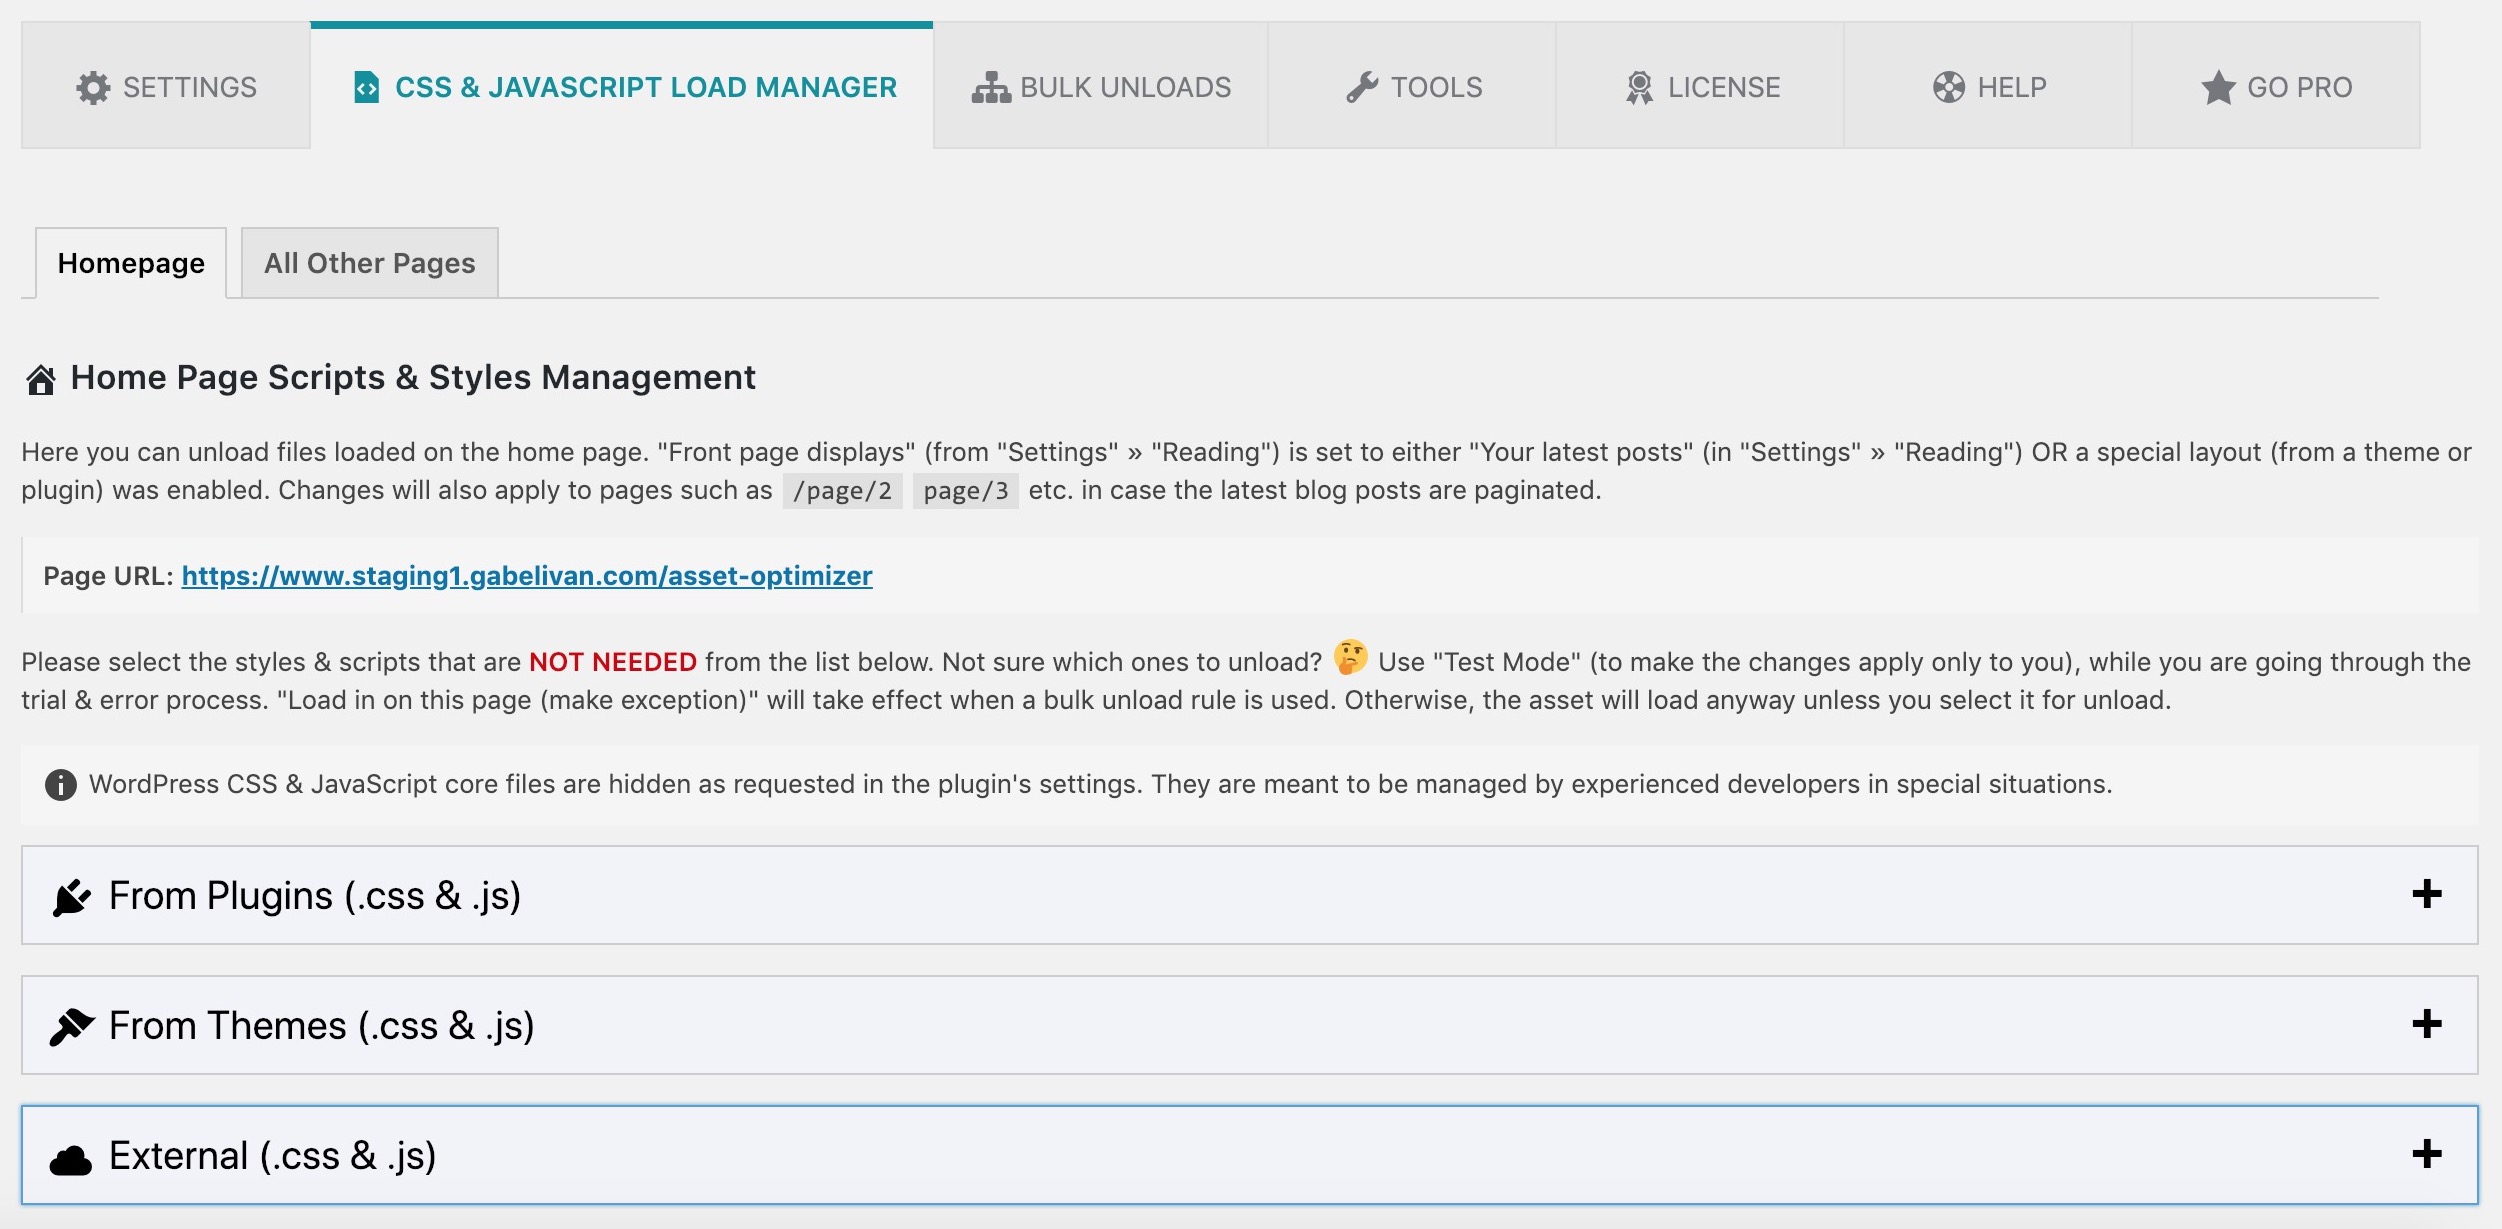 SETTINGS
CSS & JAVASCRIPT LOAD MANAGER
BULK UNLOADS
TOOLS
LICENSE
HELP
GO PRO
Homepage
All Other Pages
Home Page Scripts & Styles Management
Here you can unload files loaded on the home page. "Front page displays" (from "Settings" » "Reading") is set to either "Your latest posts" (in "Settings" » "Reading") OR a special layout (from a theme or
plugin) was enabled. Changes will also apply to pages such as /page/2 page/3 etc. in case the latest blog posts are paginated.
Page URL: https://www.staging1.gabelivan.com/asset-optimizer
Please select the styles & scripts that are NOT NEEDED from the list below. Not sure which ones to unload? 🤔 Use "Test Mode" (to make the changes apply only to you), while you are going through the
trial & error process. "Load in on this page (make exception)" will take effect when a bulk unload rule is used. Otherwise, the asset will load anyway unless you select it for unload.
WordPress CSS & JavaScript core files are hidden as requested in the plugin's settings. They are meant to be managed by experienced developers in special situations.
From Plugins (.css & .js)
From Themes (.css & .js)
External (.css & .js)